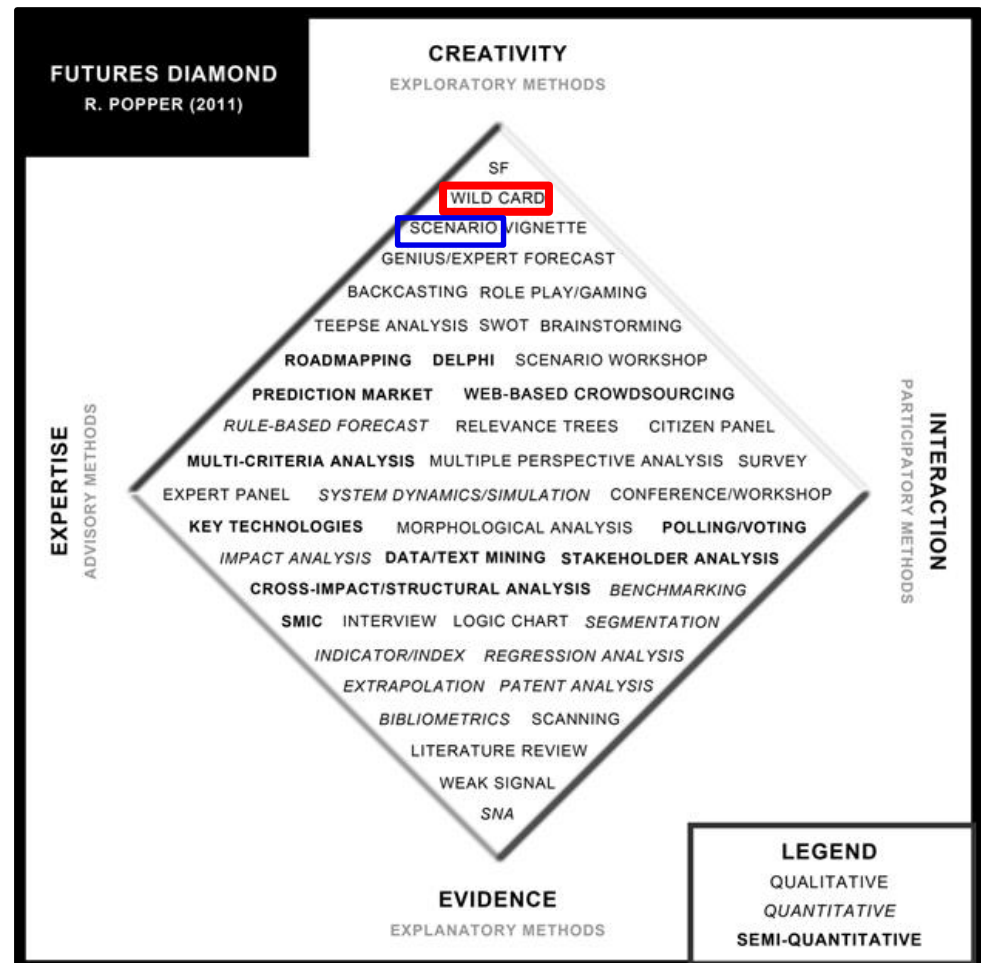 FUTURES DIAMOND
R. POPPER (2011)
CREATIVITY
EXPLORATORY METHODS
SF
WILD CARD
SCENARIO VIGNETTE
GENIUS/EXPERT FORECAST
BACKCASTING ROLE PLAY/GAMING
TEEPSE ANALYSIS SWOT BRAINSTORMING
ROADMAPPING DELPHI SCENARIO WORKSHOP
PREDICTION MARKET WEB-BASED CROWDSOURCING
RULE-BASED FORECAST RELEVANCE TREES CITIZEN PANEL
MULTI-CRITERIA ANALYSIS MULTIPLE PERSPECTIVE ANALYSIS SURVEY
EXPERT PANEL SYSTEM DYNAMICS/SIMULATION CONFERENCE/WORKSHOP
KEY TECHNOLOGIES MORPHOLOGICAL ANALYSIS POLLING/VOTING
IMPACT ANALYSIS DATA/TEXT MINING STAKEHOLDER ANALYSIS
CROSS-IMPACT/STRUCTURAL ANALYSIS BENCHMARKING
SMIC INTERVIEW LOGIC CHART SEGMENTATION
INDICATOR/INDEX REGRESSION ANALYSIS
EXTRAPOLATION PATENT ANALYSIS
BIBLIOMETRICS SCANNING
LITERATURE REVIEW
WEAK SIGNAL
SNA
EXPERTISE
ADVISORY METHODS
INTERACTION
PARTICIPATORY METHODS
EVIDENCE
EXPLANATORY METHODS
LEGEND
QUALITATIVE
QUANTITATIVE
SEMI-QUANTITATIVE